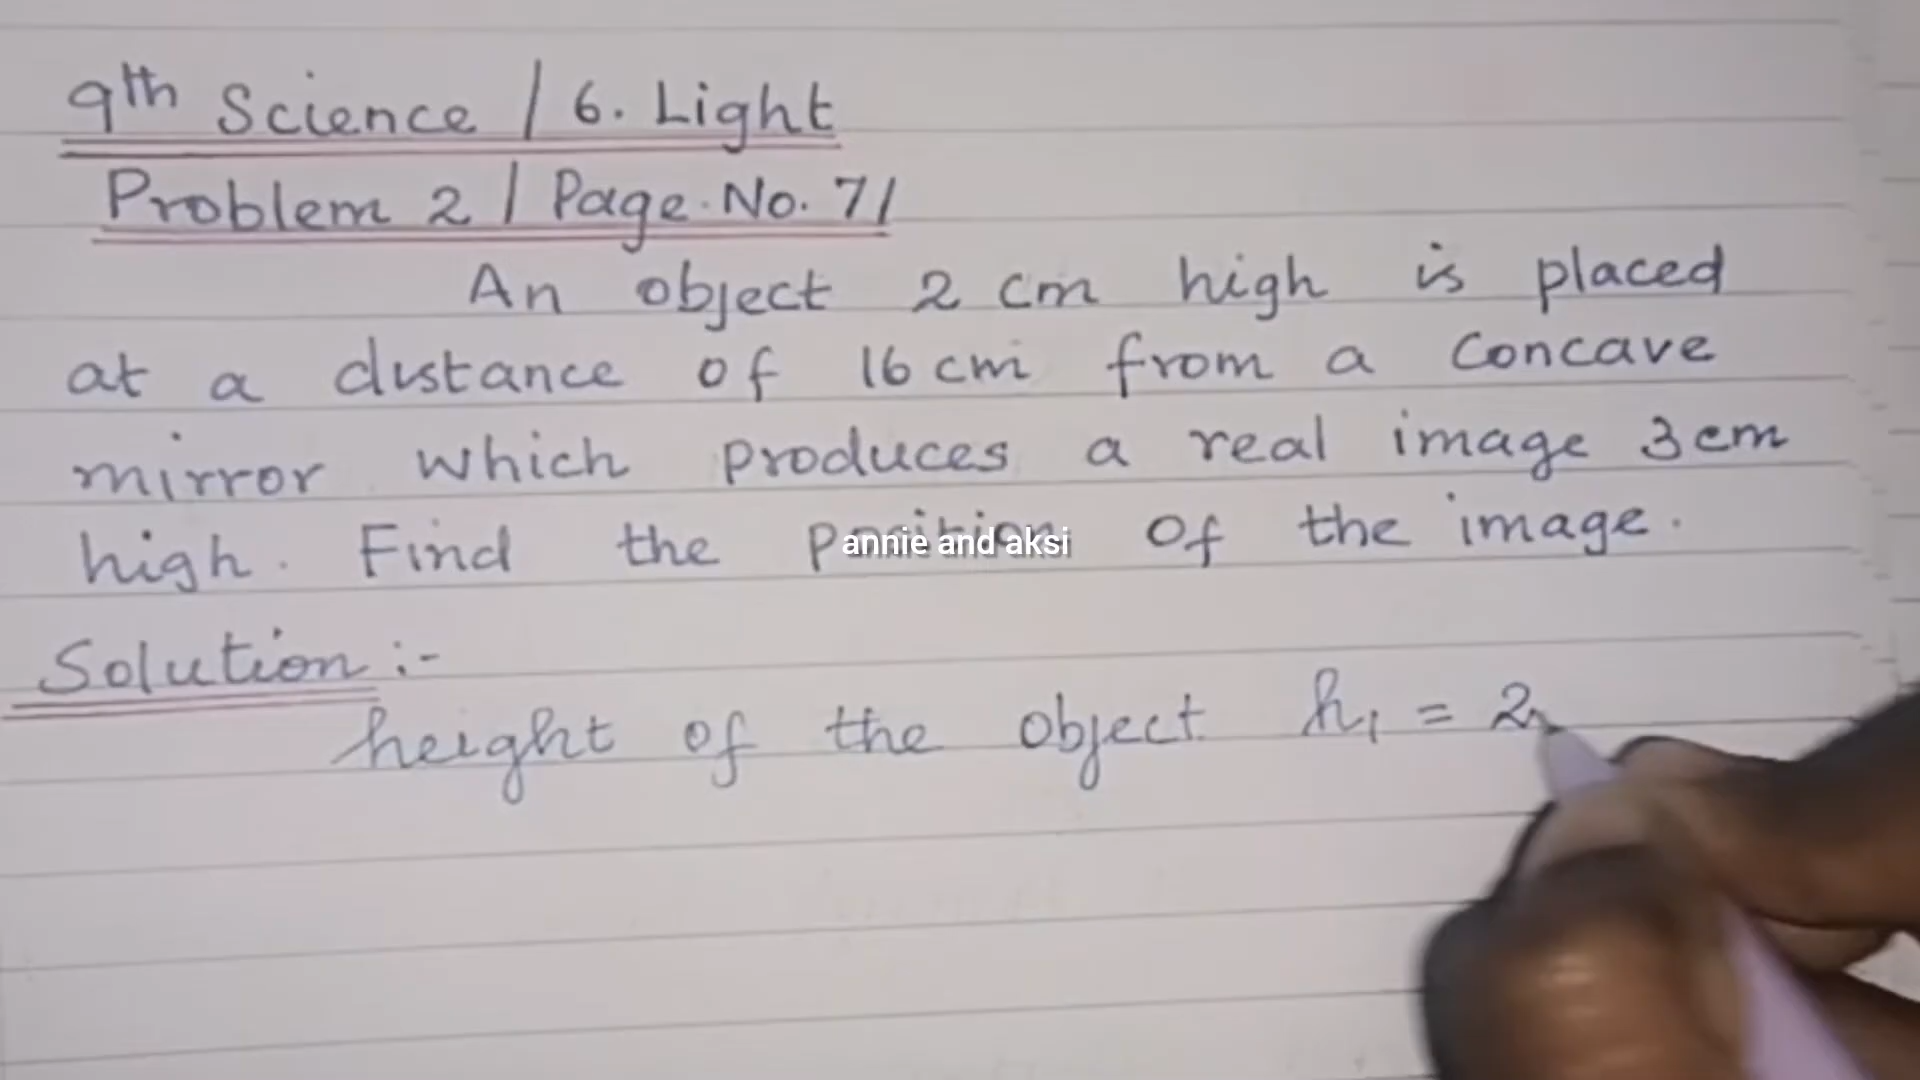 9th Science / 6. Light
Problem 2 / Page No. 71
An object 2 cm high is placed
at a distance of 16 cm from a concave
mirror which produces a real image 3 cm
high. Find the position of the image.
annie and aksi
Solution :-
height of the object h₁ = 2